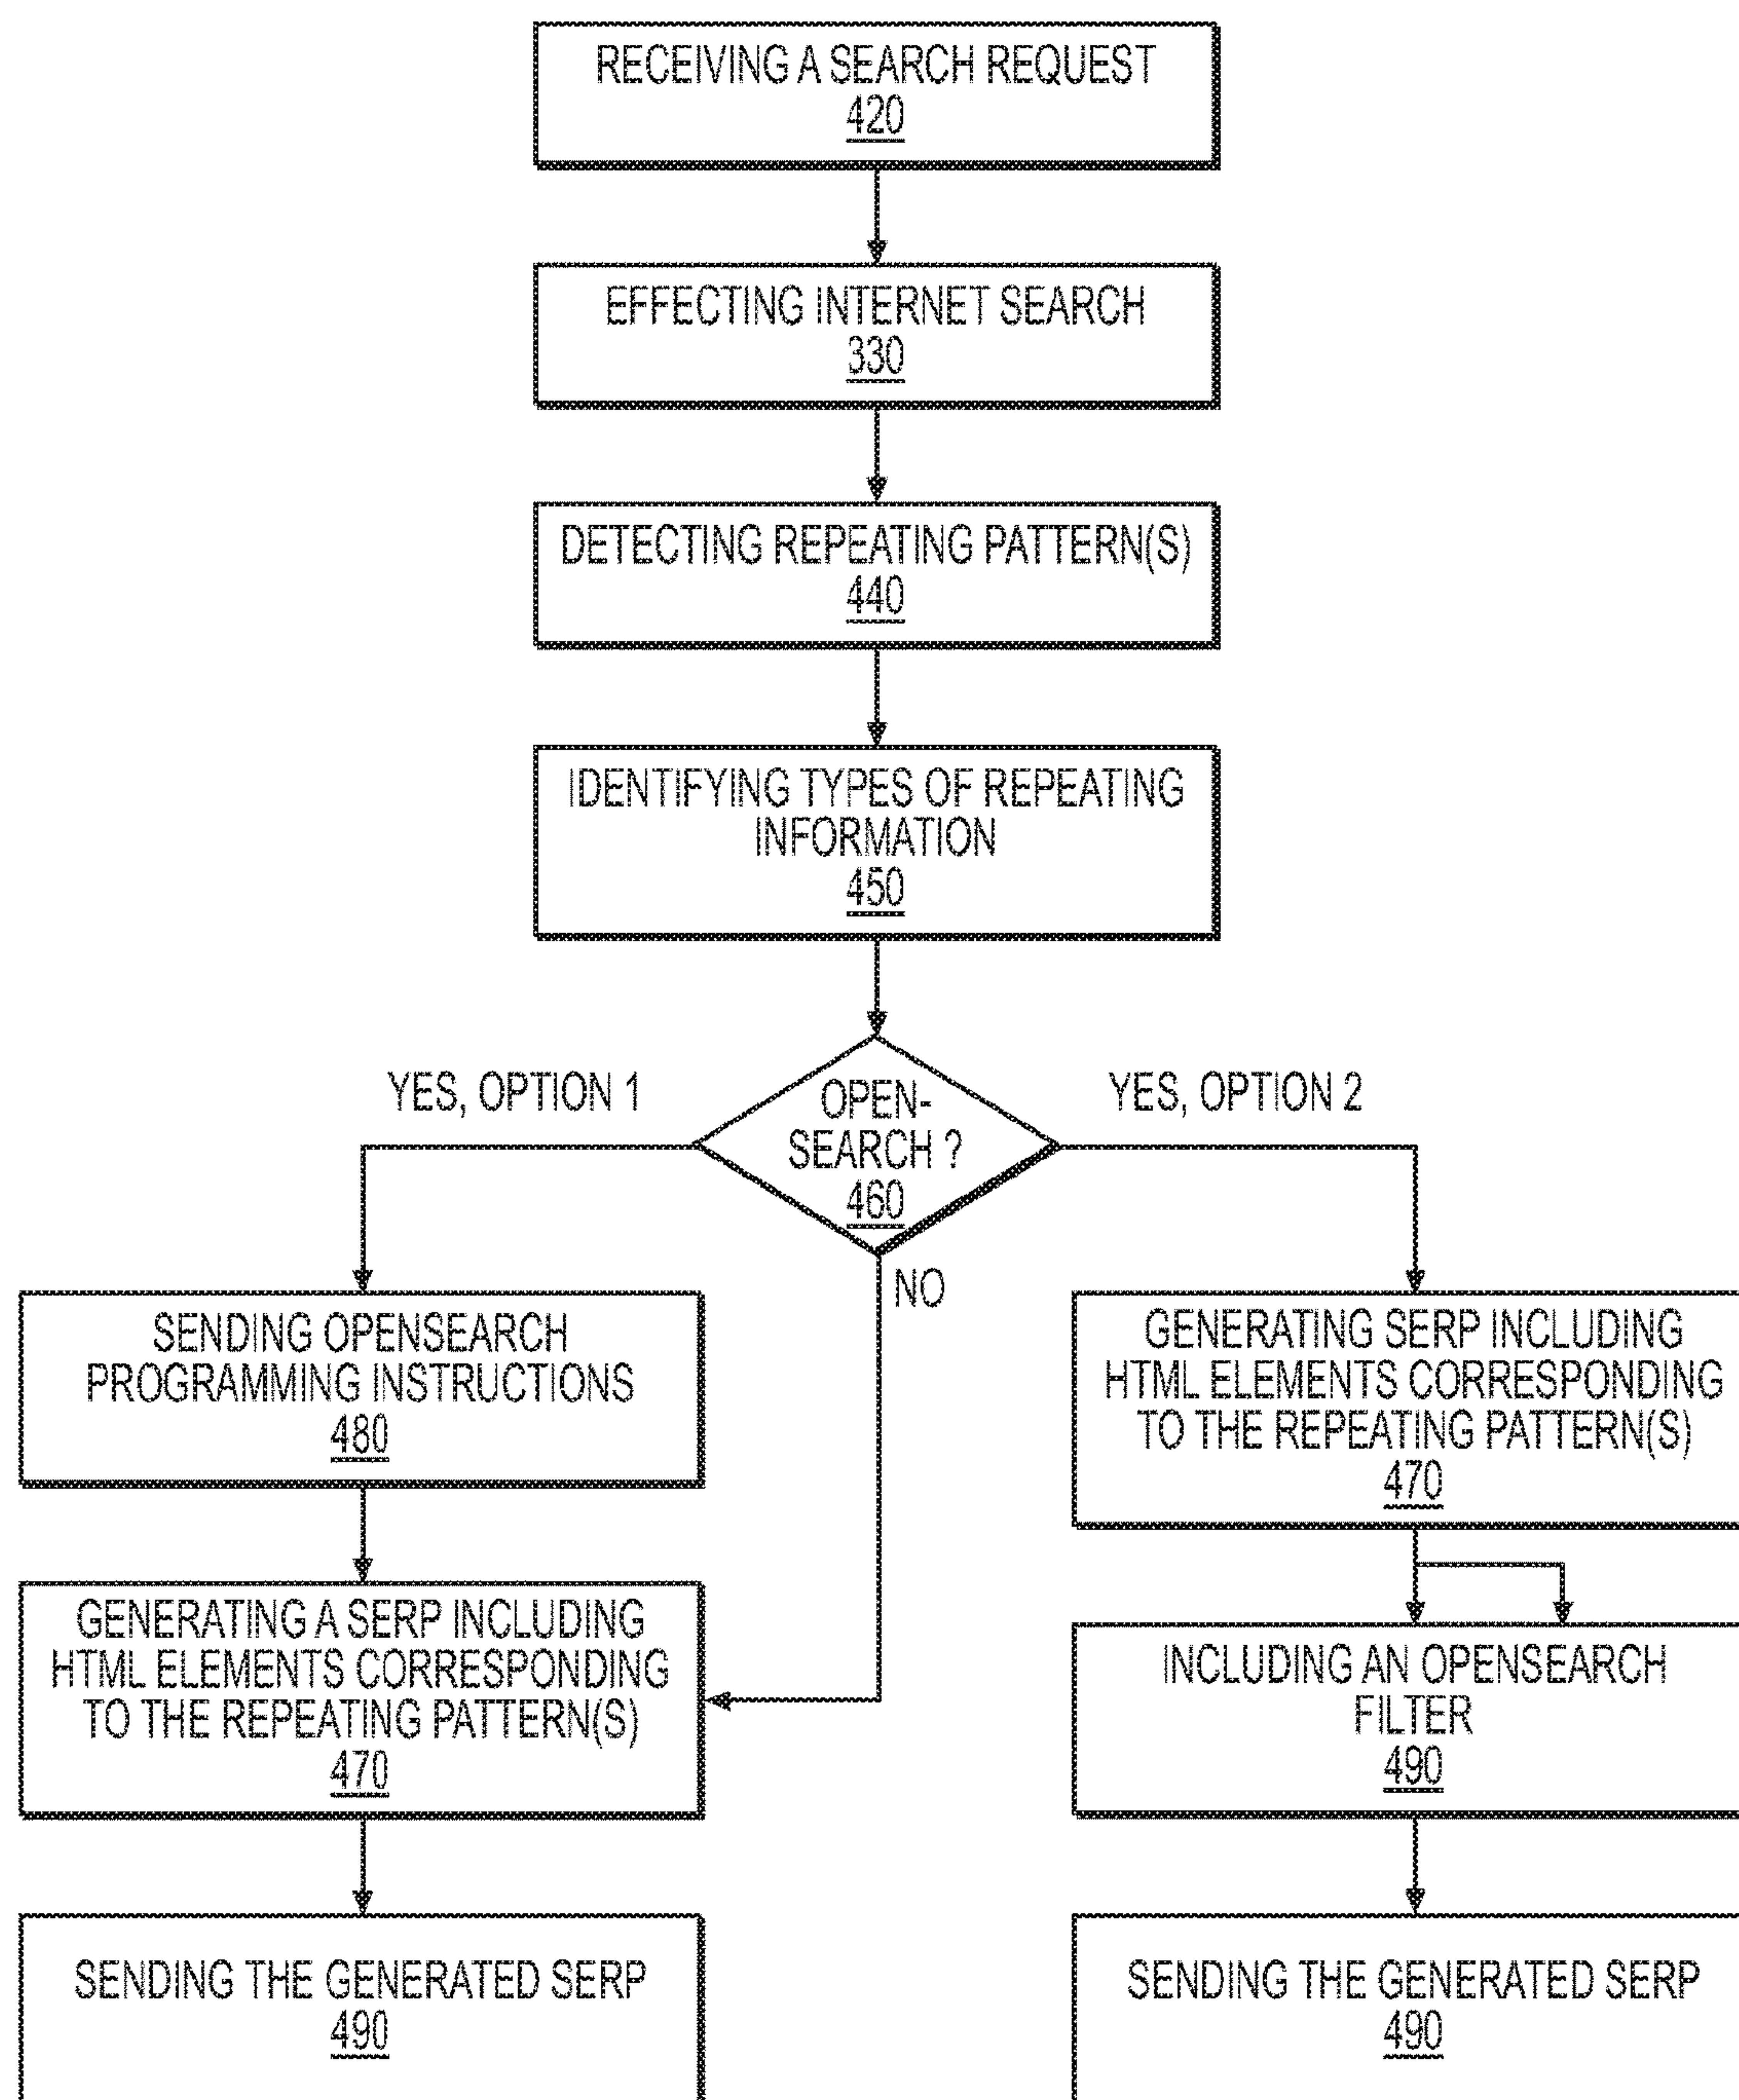 RECEIVING A SEARCH REQUEST
420
EFFECTING INTERNET SEARCH
330
DETECTING REPEATING PATTERN(S)
440
IDENTIFYING TYPES OF REPEATING
INFORMATION
450
OPEN-
SEARCH ?
460
YES, OPTION 1
YES, OPTION 2
NO
SENDING OPENSEARCH
PROGRAMMING INSTRUCTIONS
480
GENERATING A SERP INCLUDING
HTML ELEMENTS CORRESPONDING
TO THE REPEATING PATTERN(S)
470
SENDING THE GENERATED SERP
490
GENERATING SERP INCLUDING
HTML ELEMENTS CORRESPONDING
TO THE REPEATING PATTERN(S)
470
INCLUDING AN OPENSEARCH
FILTER
490
SENDING THE GENERATED SERP
490